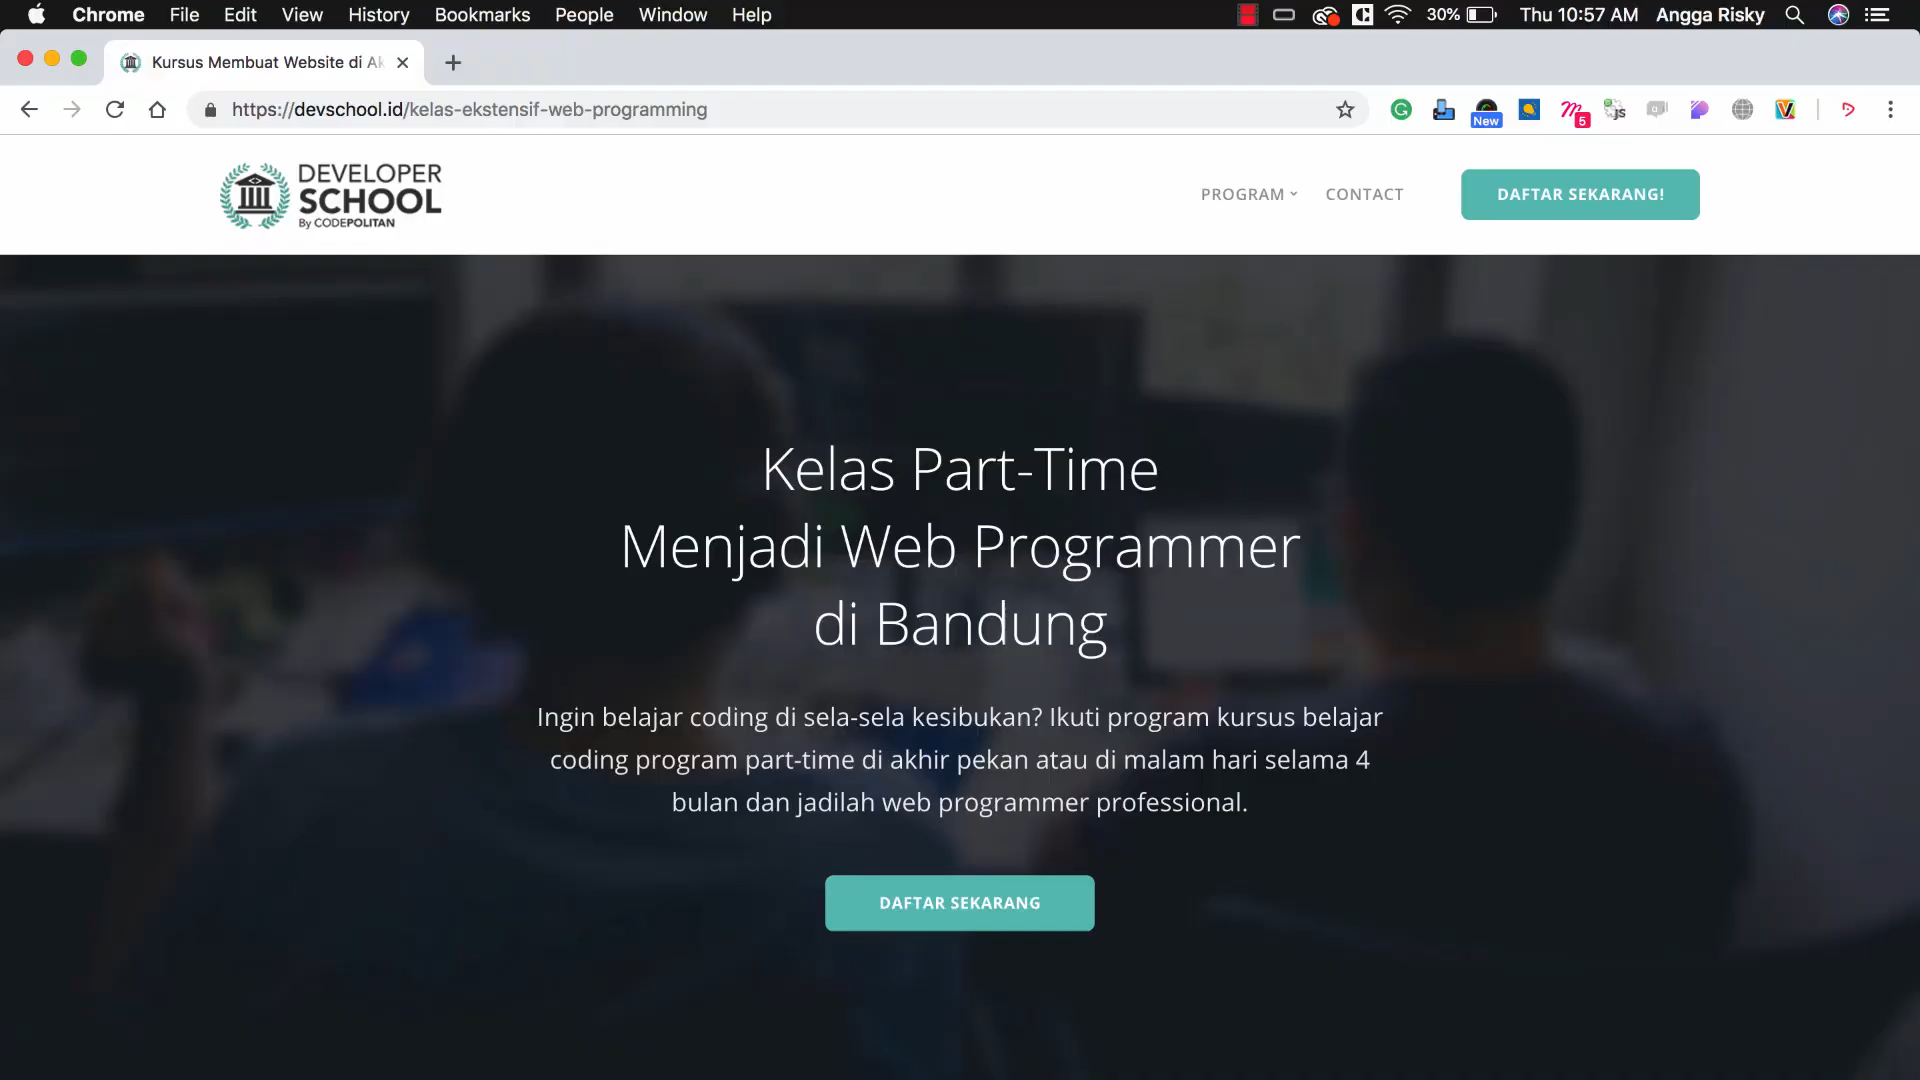 Chrome File Edit View History Bookmarks People Window Help 30% Thu 10:57 AM Angga Risky
Kursus Membuat Website di Ak
https://devschool.id/kelas-ekstensif-web-programming
New
5
js
DEVELOPER
SCHOOL
By CODEPOLITAN
PROGRAM CONTACT DAFTAR SEKARANG!
Kelas Part-Time
Menjadi Web Programmer
di Bandung
Ingin belajar coding di sela-sela kesibukan? Ikuti program kursus belajar
coding program part-time di akhir pekan atau di malam hari selama 4
bulan dan jadilah web programmer professional.
DAFTAR SEKARANG